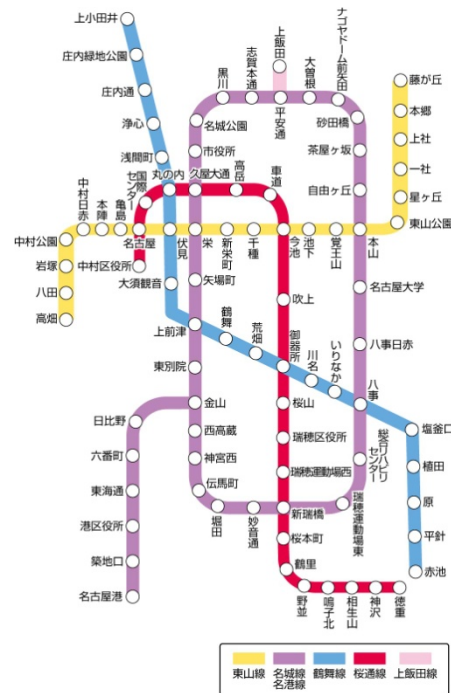 上小田井
庄内緑地公園
庄内通
浄心
浅間町
丸の内
黒川
志賀本通
上飯田
平安通
大曽根
ナゴヤドーム前矢田
砂田橋
名城公園
市役所
茶屋ヶ坂
自由ヶ丘
藤が丘
本郷
上社
一社
星ヶ丘
東山公園
国際センター
久屋大通
高岳
車道
中村日赤
本陣
亀島
名古屋
伏見
栄
新栄町
千種
今池
池下
覚王山
本山
中村公園
岩塚
八田
高畑
中村区役所
大須観音
矢場町
吹上
名古屋大学
上前津
鶴舞
荒畑
御器所
川名
いりなか
八事日赤
八事
東別院
金山
桜山
塩釜口
日比野
西高蔵
瑞穂区役所
総合リハビリセンター
植田
六番町
神宮西
瑞穂運動場西
原
東海通
伝馬町
新瑞橋
瑞穂運動場東
平針
港区役所
堀田
妙音通
桜本町
赤池
築地口
鶴里
名古屋港
野並
鳴子北
相生山
神沢
徳重
東山線
名城線
名港線
鶴舞線
桜通線
上飯田線